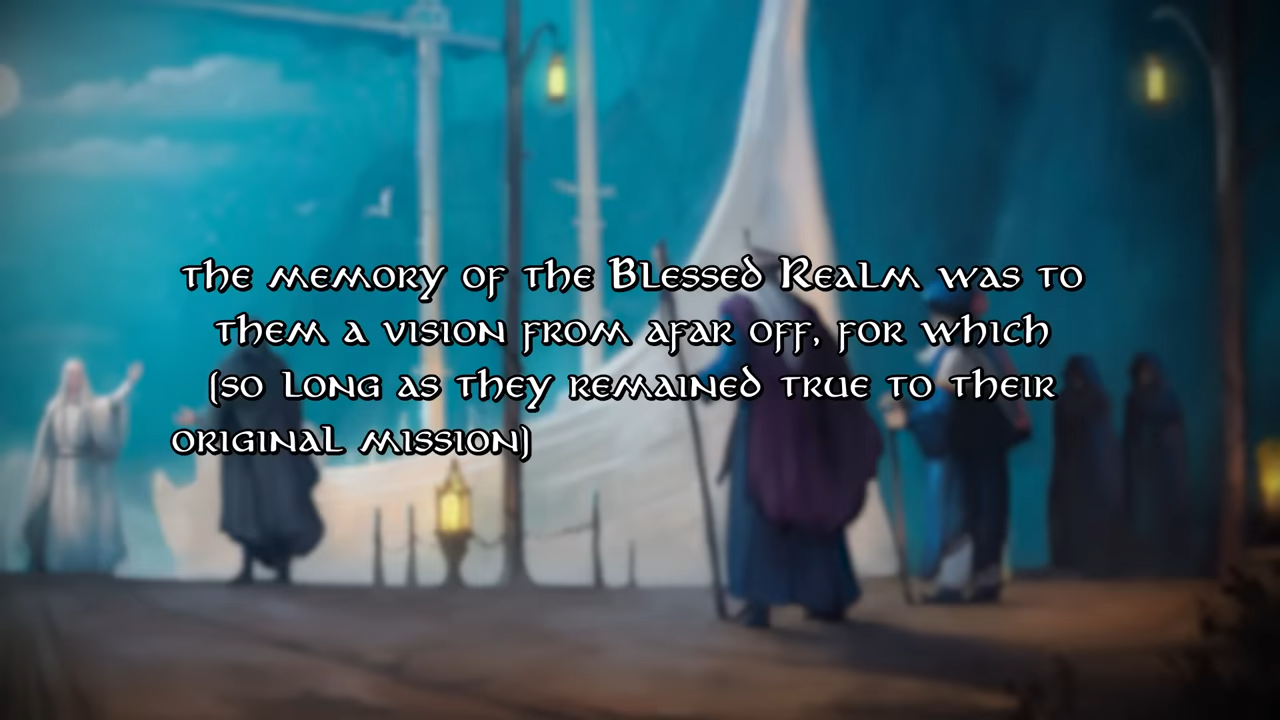 the memory of the Blessed Realm was to
them a vision from afar off, for which
(so long as they remained true to their
original mission)